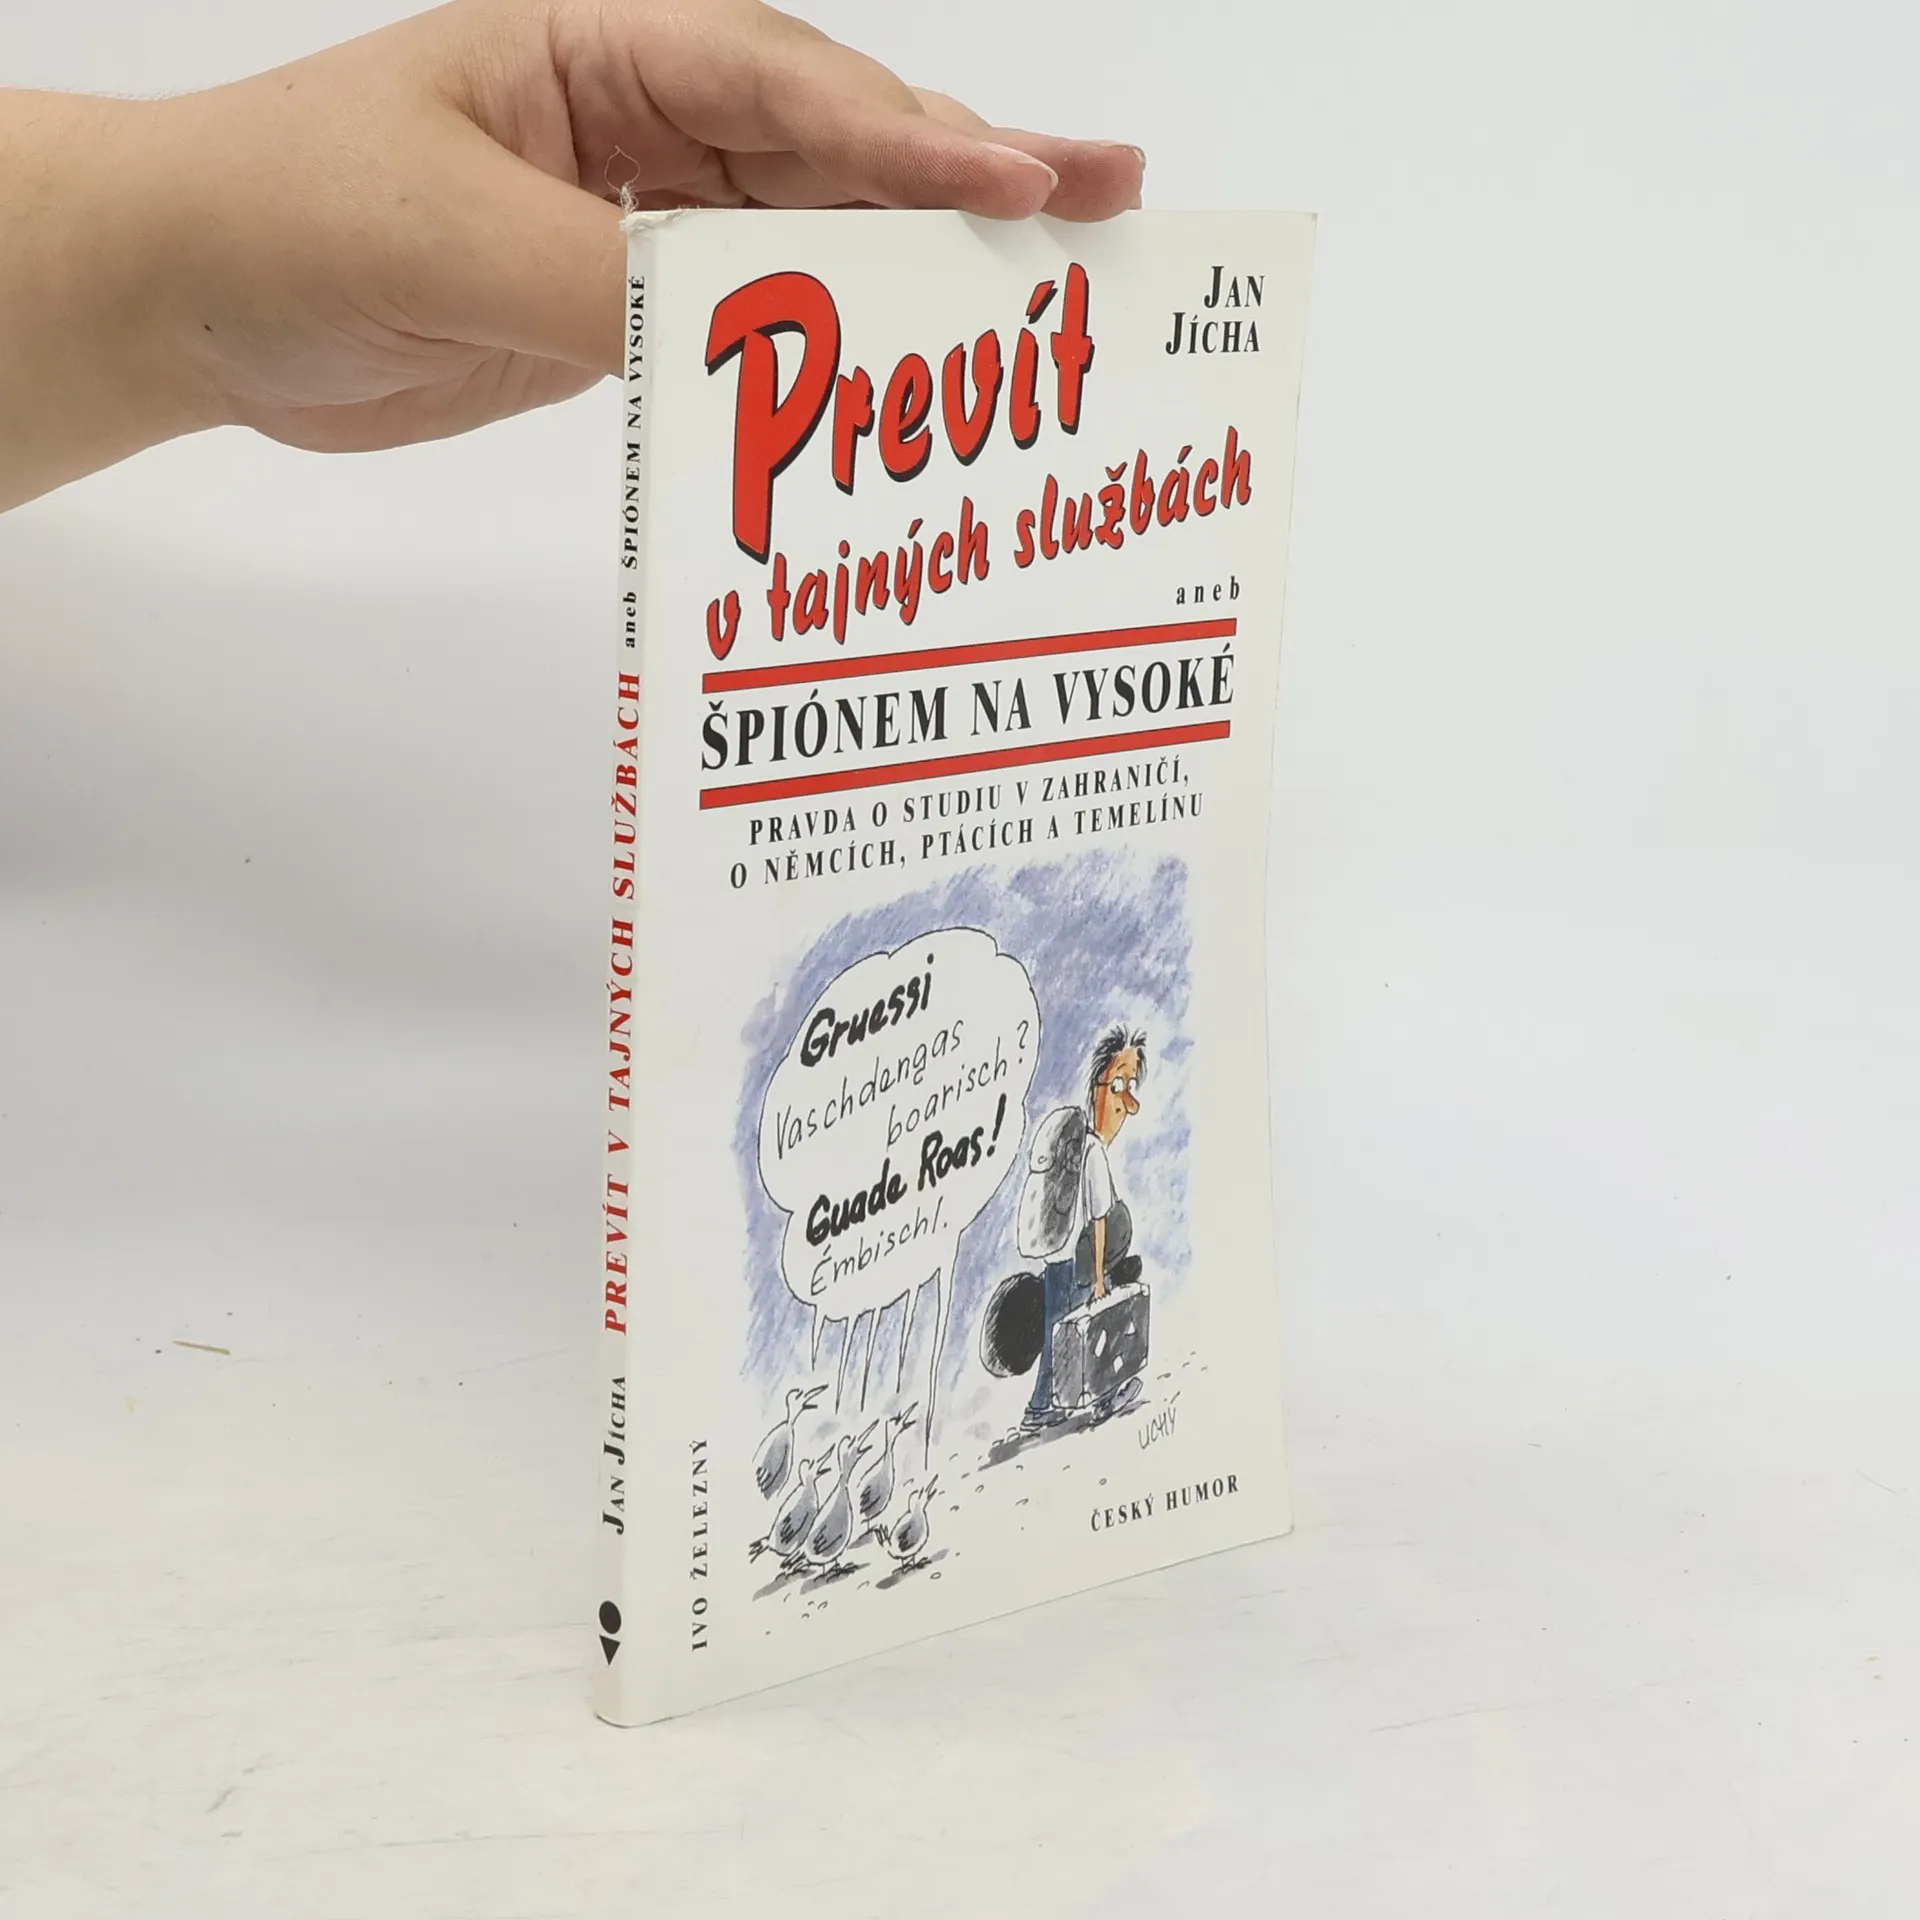 JAN JÍCHA PREVÍT V TAJNÝCH SLUŽBÁCH aneb ŠPIÓNEM NA VYSOKÉ
JAN
JÍCHA
Previt
v tajných službách
aneb
ŠPIÓNEM NA VYSOKÉ
PRAVDA O STUDIU V ZAHRANIČÍ,
O NĚMCÍCH, PTÁCÍCH A TEMELÍNU
Gruessi
Vaschdengas
boarisch?
Guade Roas!
Émbischl.
UCHÝ
ČESKÝ HUMOR
IVO ŽELEZNÝ